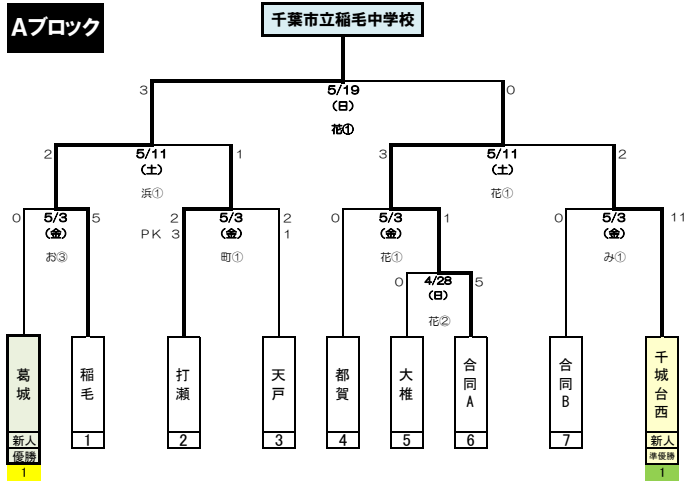 Aブロック
千葉市立稲毛中学校
3 5/19 0
(日)
花①
2 5/11 1
(土)
浜①
3 5/11 2
(土)
花①
0 5/3 5
(金)
お③
2 5/3 2
PK 3 (金) 1
町①
0 5/3 1
(金)
花①
0 5/3 11
(金)
み①
0 4/28 5
(日)
花②
葛城
稲毛
打瀬
天戸
都賀
大椎
合同A
合同B
千城台西
新人 1 2 3 4 5 6 7 新人
優勝 準優勝
1 1